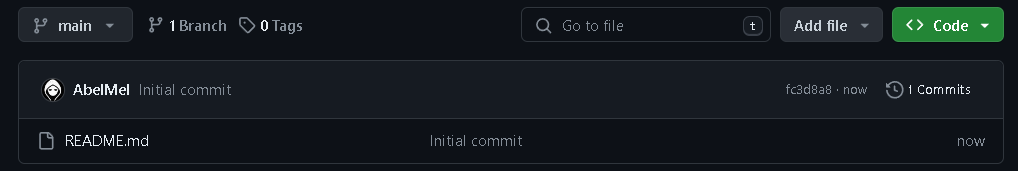 main 1 Branch 0 Tags Go to file t Add file Code
AbelMel Initial commit fc3d8a8 · now 1 Commits
README.md Initial commit now